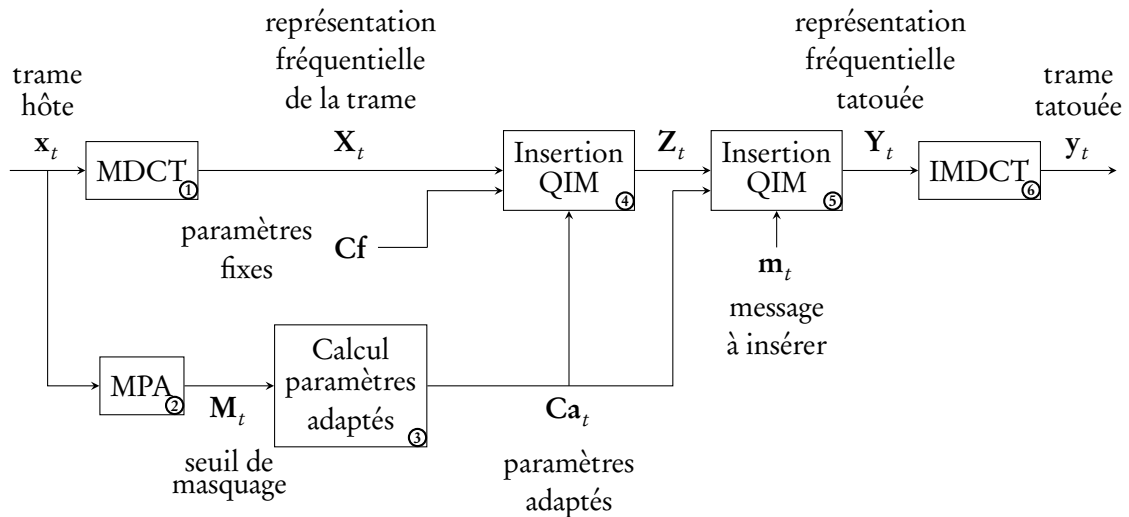 représentation
fréquentielle
de la trame
représentation
fréquentielle
tatouée
trame
hôte
trame
tatouée
x_t
MDCT
①
X_t
Insertion
QIM
④
Z_t
Insertion
QIM
⑤
Y_t
IMDCT
⑥
y_t
paramètres
fixes
Cf
m_t
message
à insérer
MPA
②
M_t
seuil de
masquage
Calcul
paramètres
adaptés
③
Ca_t
paramètres
adaptés